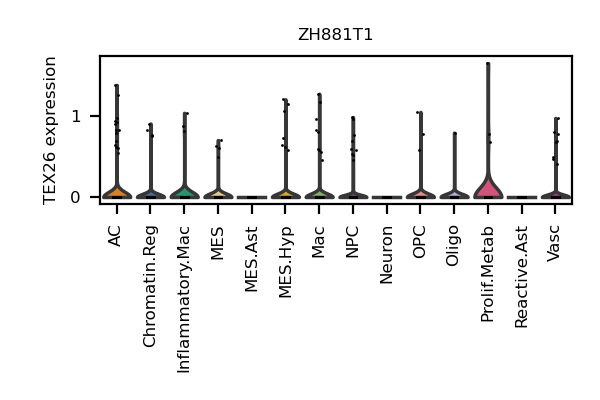 ZH881T1
TEX26 expression
1
0
AC
Chromatin.Reg
Inflammatory.Mac
MES
MES.Ast
MES.Hyp
Mac
NPC
Neuron
OPC
Oligo
Prolif.Metab
Reactive.Ast
Vasc